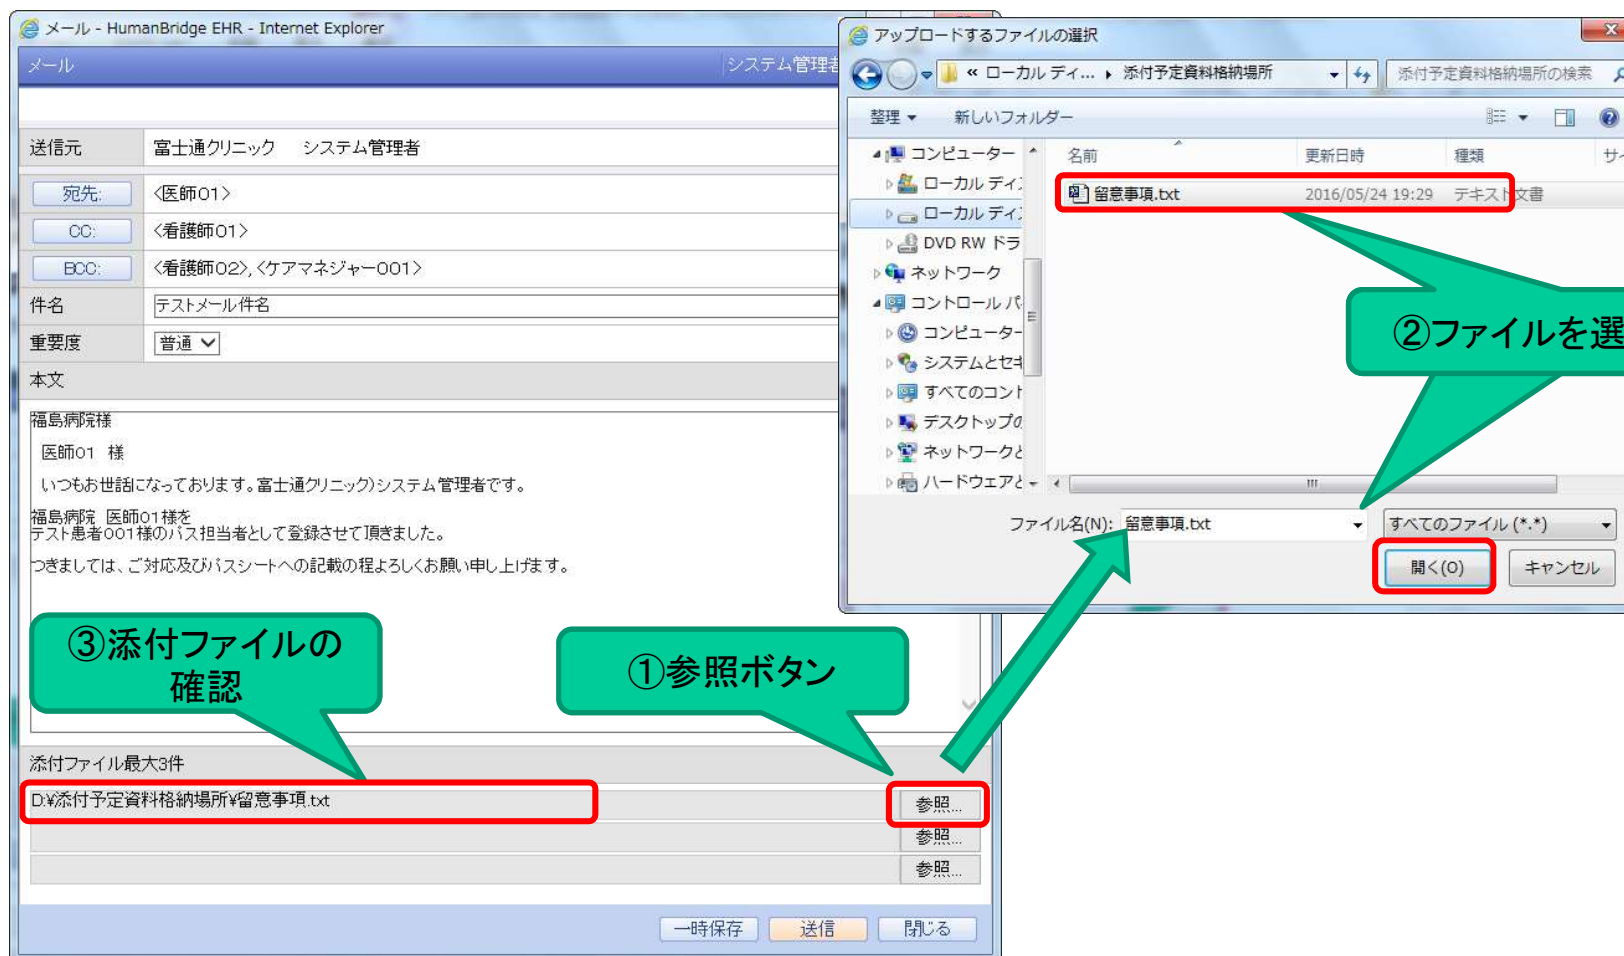 メール - HumanBridge EHR - Internet Explorer
メール
システム管理者
送信元
富士通クリニック システム管理者
宛先:
<医師01>
CC:
<看護師01>
BCC:
<看護師02>,<ケアマネジャー001>
件名
テストメール件名
重要度
普通
本文
福島病院様
医師01 様
いつもお世話になっております。富士通クリニック)システム管理者です。
福島病院 医師01様を
テスト患者001様のパス担当者として登録させて頂きました。
つきましては、ご対応及びパスシートへの記載の程よろしくお願い申し上げます。
③添付ファイルの
確認
①参照ボタン
添付ファイル最大3件
D:¥添付予定資料格納場所¥留意事項.txt
参照...
参照...
参照...
一時保存
送信
閉じる
アップロードするファイルの選択
« ローカル ディ... ▸ 添付予定資料格納場所
添付予定資料格納場所の検索
整理
新しいフォルダー
コンピューター
ローカル ディ
ローカル ディ
DVD RW ドラ
ネットワーク
コントロール パ
コンピューター
システムとセキ
すべてのコント
デスクトップの
ネットワークと
ハードウェアと
名前
更新日時
種類
サイ
留意事項.txt
2016/05/24 19:29
テキスト文書
②ファイルを選
ファイル名(N):
留意事項.txt
すべてのファイル (*.*)
開く(O)
キャンセル